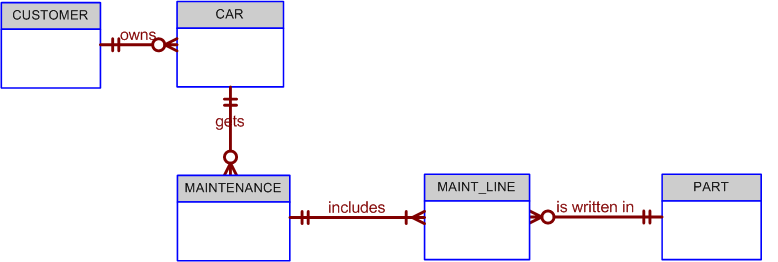 CUSTOMER
CAR
owns
gets
MAINTENANCE
MAINT_LINE
PART
includes
is written in